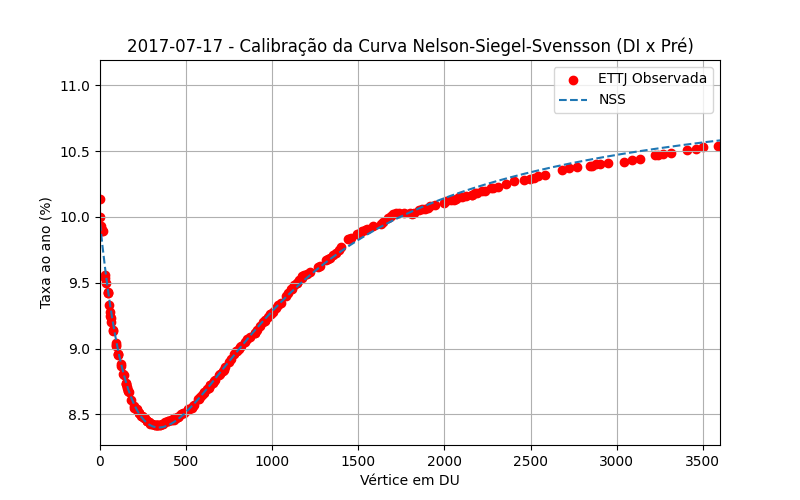 2017-07-17 - Calibração da Curva Nelson-Siegel-Svensson (DI x Pré)
ETTJ Observada
NSS
Taxa ao ano (%)
11.0
10.5
10.0
9.5
9.0
8.5
0 500 1000 1500 2000 2500 3000 3500
Vértice em DU